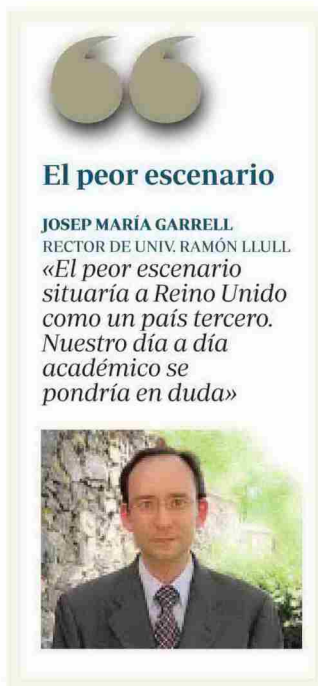 El peor escenario
JOSEP MARÍA GARRELL
RECTOR DE UNIV. RAMÓN LLULL
«El peor escenario
situaría a Reino Unido
como un país tercero.
Nuestro día a día
académico se
pondría en duda»